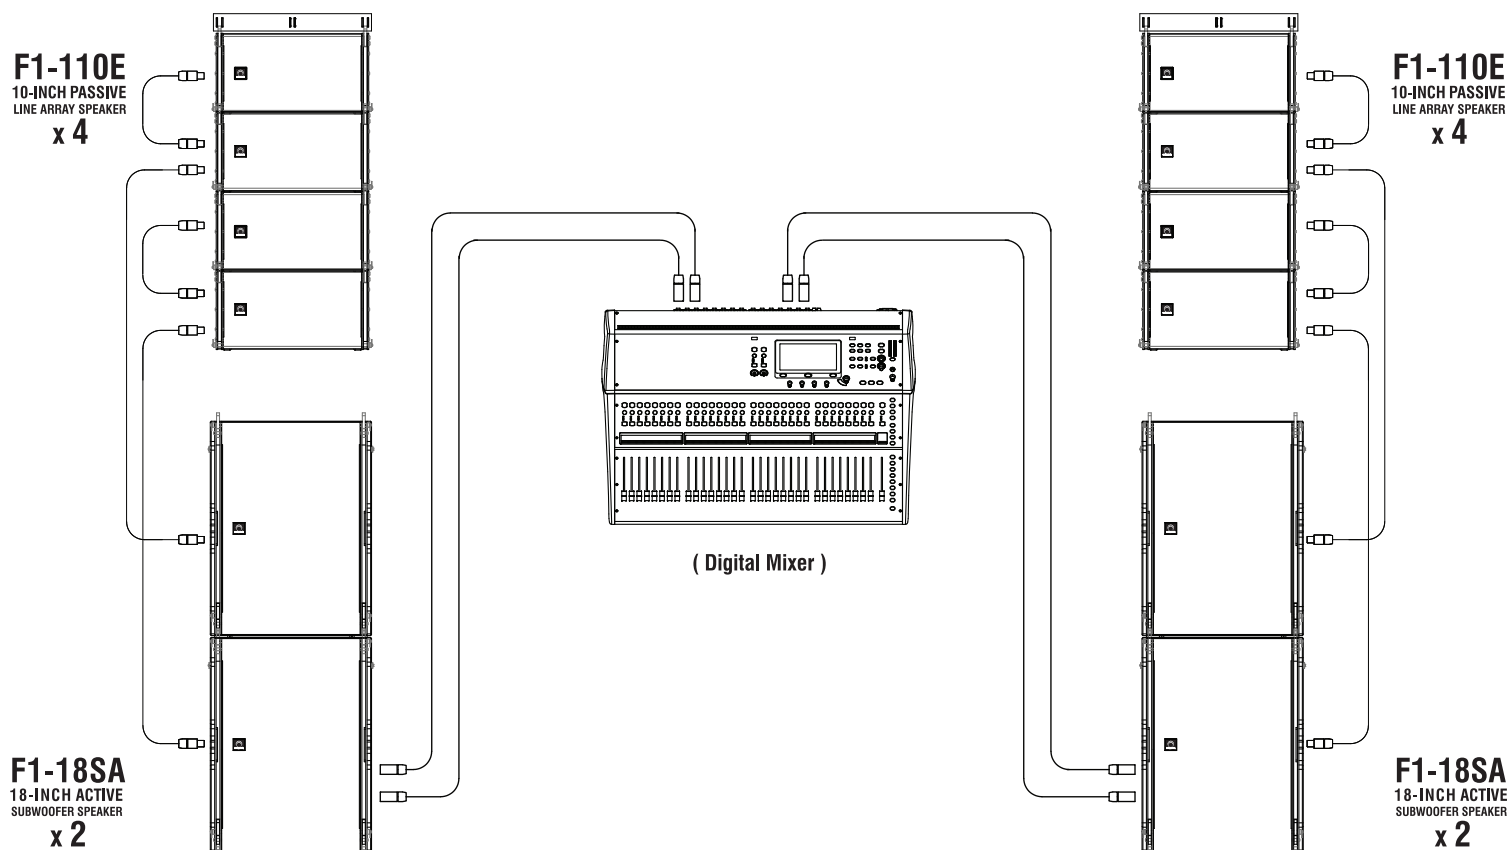 F1-110E
10-INCH PASSIVE
LINE ARRAY SPEAKER
x 4
F1-110E
10-INCH PASSIVE
LINE ARRAY SPEAKER
x 4
( Digital Mixer )
F1-18SA
18-INCH ACTIVE
SUBWOOFER SPEAKER
x 2
F1-18SA
18-INCH ACTIVE
SUBWOOFER SPEAKER
x 2